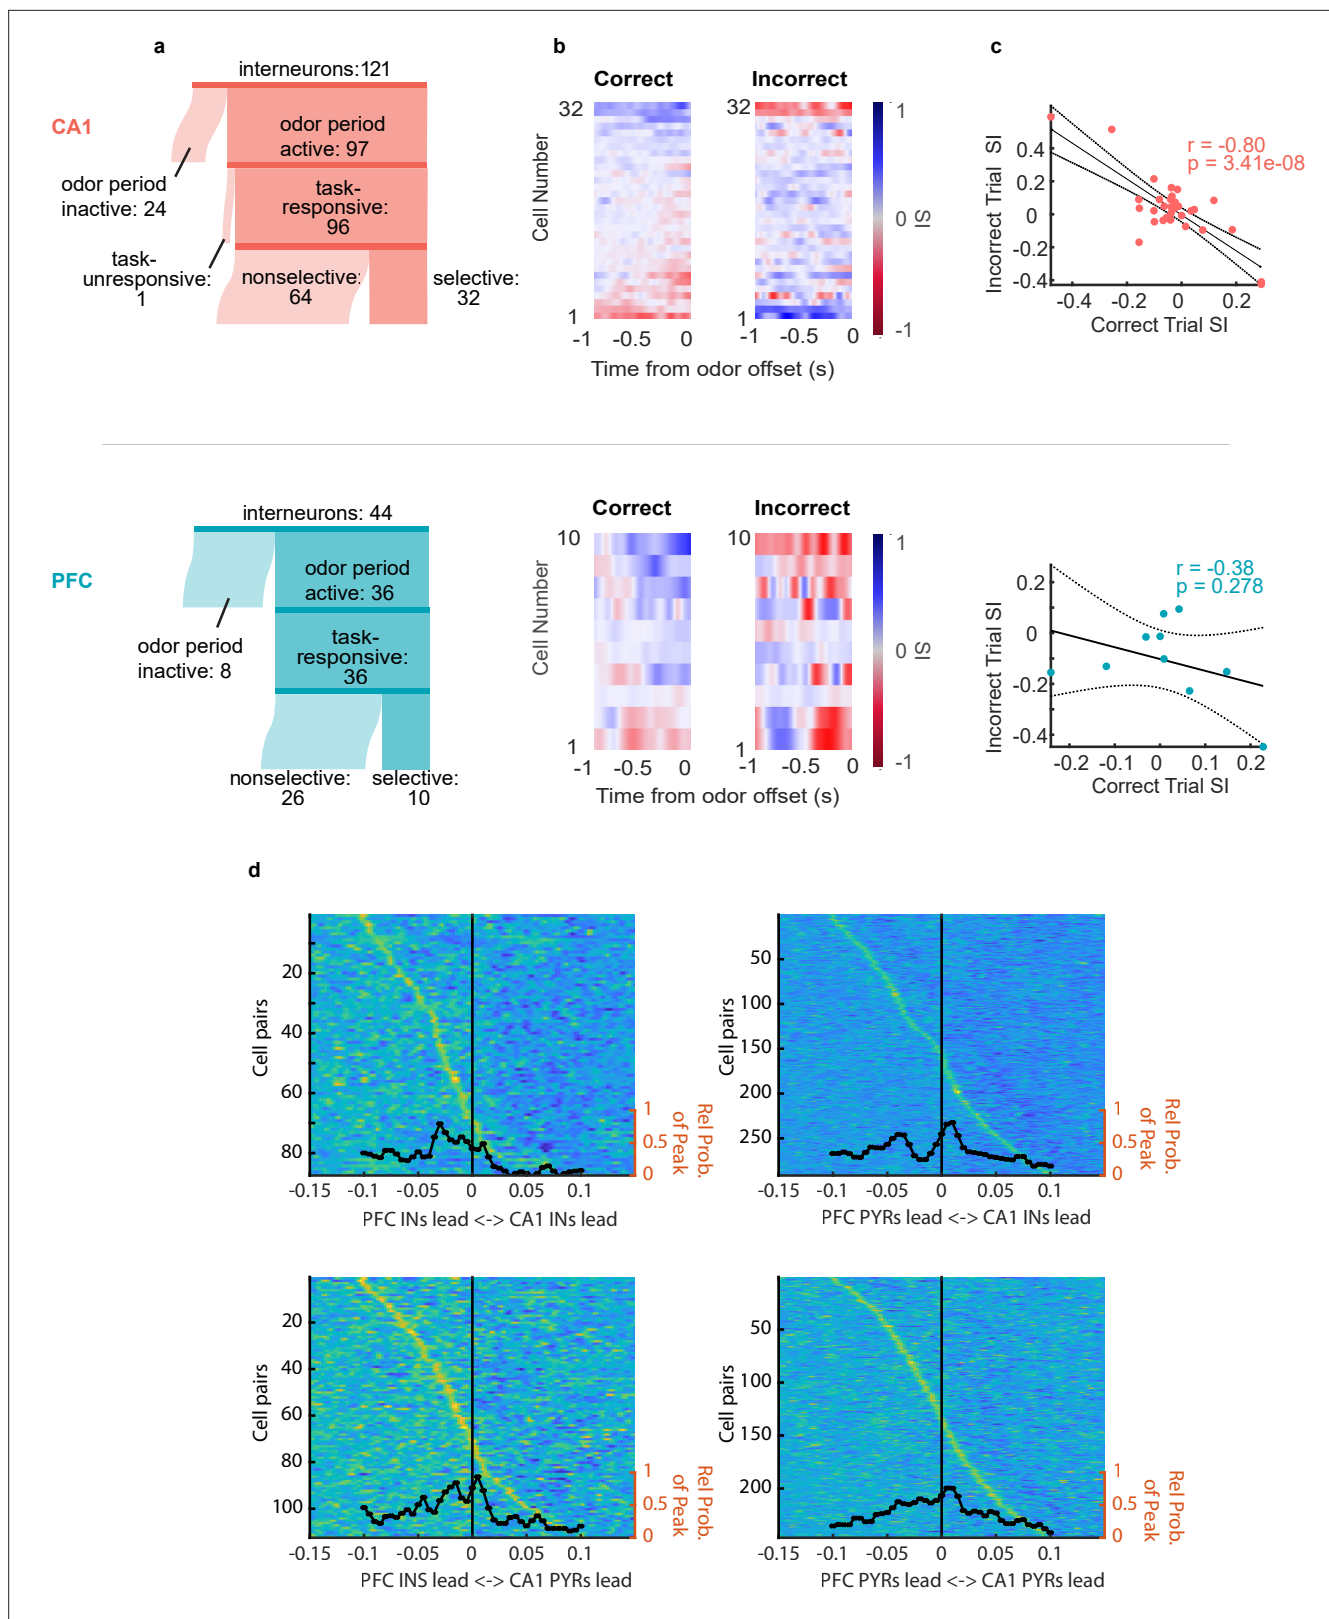 a
interneurons:121
CA1
odor period
active: 97
odor period
inactive: 24
task-
responsive:
96
task-
unresponsive:
1
nonselective:
64
selective:
32
b
Correct
Incorrect
32
1
Cell Number
-1
-0.5
0
32
1
-1
-0.5
0
Time from odor offset (s)
1
0
-1
SI
c
r = -0.80
p = 3.41e-08
Incorrect Trial SI
0.4
0.2
0
-0.2
-0.4
-0.4
-0.2
0
0.2
Correct Trial SI
interneurons: 44
PFC
odor period
active: 36
odor period
inactive: 8
task-
responsive:
36
nonselective:
26
selective:
10
Correct
Incorrect
10
1
Cell Number
-1
-0.5
0
10
1
-1
-0.5
0
Time from odor offset (s)
1
0
-1
SI
r = -0.38
p = 0.278
Incorrect Trial SI
0.2
0
-0.2
-0.4
-0.2
-0.1
0
0.1
0.2
Correct Trial SI
d
Cell pairs
20
40
60
80
-0.15
-0.1
-0.05
0
0.05
0.1
1
0.5
0
Rel Prob.
of Peak
PFC INs lead <-> CA1 INs lead
Cell pairs
50
100
150
200
250
-0.15
-0.1
-0.05
0
0.05
0.1
1
0.5
0
Rel Prob.
of Peak
PFC PYRs lead <-> CA1 INs lead
Cell pairs
20
40
60
80
100
-0.15
-0.1
-0.05
0
0.05
0.1
1
0.5
0
Rel Prob.
of Peak
PFC INS lead <-> CA1 PYRs lead
Cell pairs
50
100
150
200
-0.15
-0.1
-0.05
0
0.05
0.1
1
0.5
0
Rel Prob.
of Peak
PFC PYRs lead <-> CA1 PYRs lead